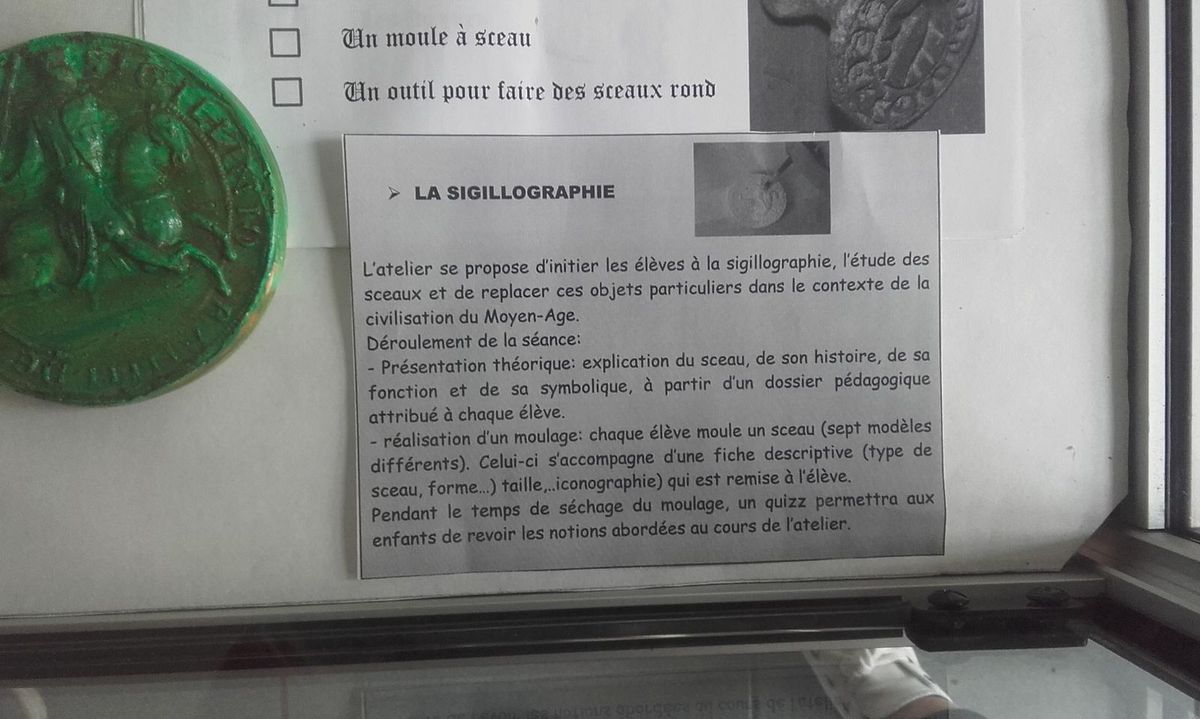 Un moule à sceau
Un outil pour faire des sceaux rond
LA SIGILLOGRAPHIE
L'atelier se propose d'initier les élèves à la sigillographie, l'étude des
sceaux et de replacer ces objets particuliers dans le contexte de la
civilisation du Moyen-Age.
Déroulement de la séance:
- Présentation théorique: explication du sceau, de son histoire, de sa
fonction et de sa symbolique, à partir d'un dossier pédagogique
attribué à chaque élève.
- réalisation d'un moulage: chaque élève moule un sceau (sept modèles
différents). Celui-ci s'accompagne d'une fiche descriptive (type de
sceau, forme...) taille,..iconographie) qui est remise à l'élève.
Pendant le temps de séchage du moulage, un quizz permettra aux
enfants de revoir les notions abordées au cours de l'atelier.